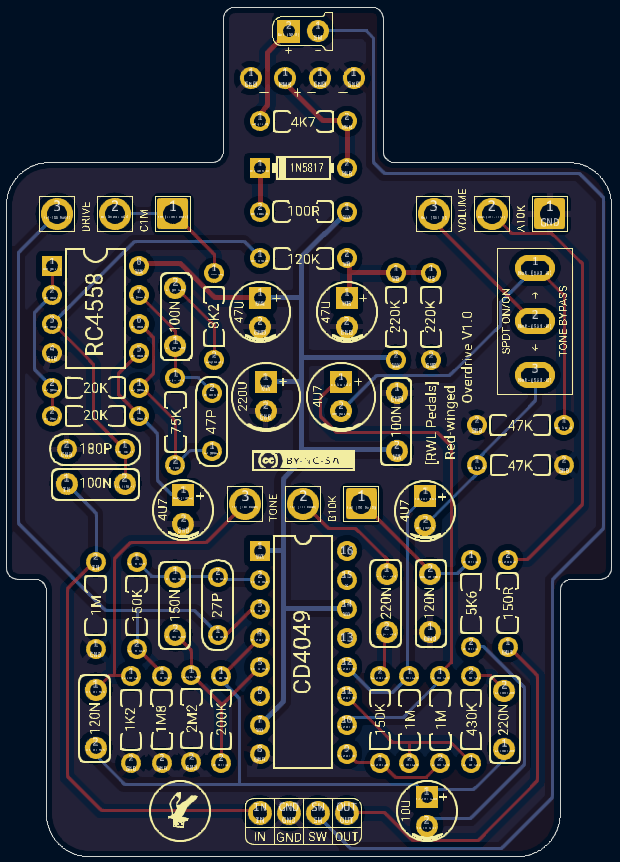 + -
- + - -
4K7
1N5817
100R
120K
3 DRIVE 2 C1M 1
3 VOLUME 2 A10K 1 GND
RC4558
100N
8K2
47U +
47U +
220K
220K
SPDT ON/ON
1 2 3
TONE BYPASS
20K
20K
75K
47P
220U +
4U7 +
100N
[RWL Pedals]
Red-winged
Overdrive V1.0
47K
47K
180P
100N
BY-NC-SA
4U7 +
3 TONE 2 B10K 1
4U7 +
1M
150K
150N
27P
CD4049
220N
120N
5K6
150R
120N
1K2
1M8
2M2
200K
150K
1M
1M
430K
220N
10U +
IN GND SW OUT